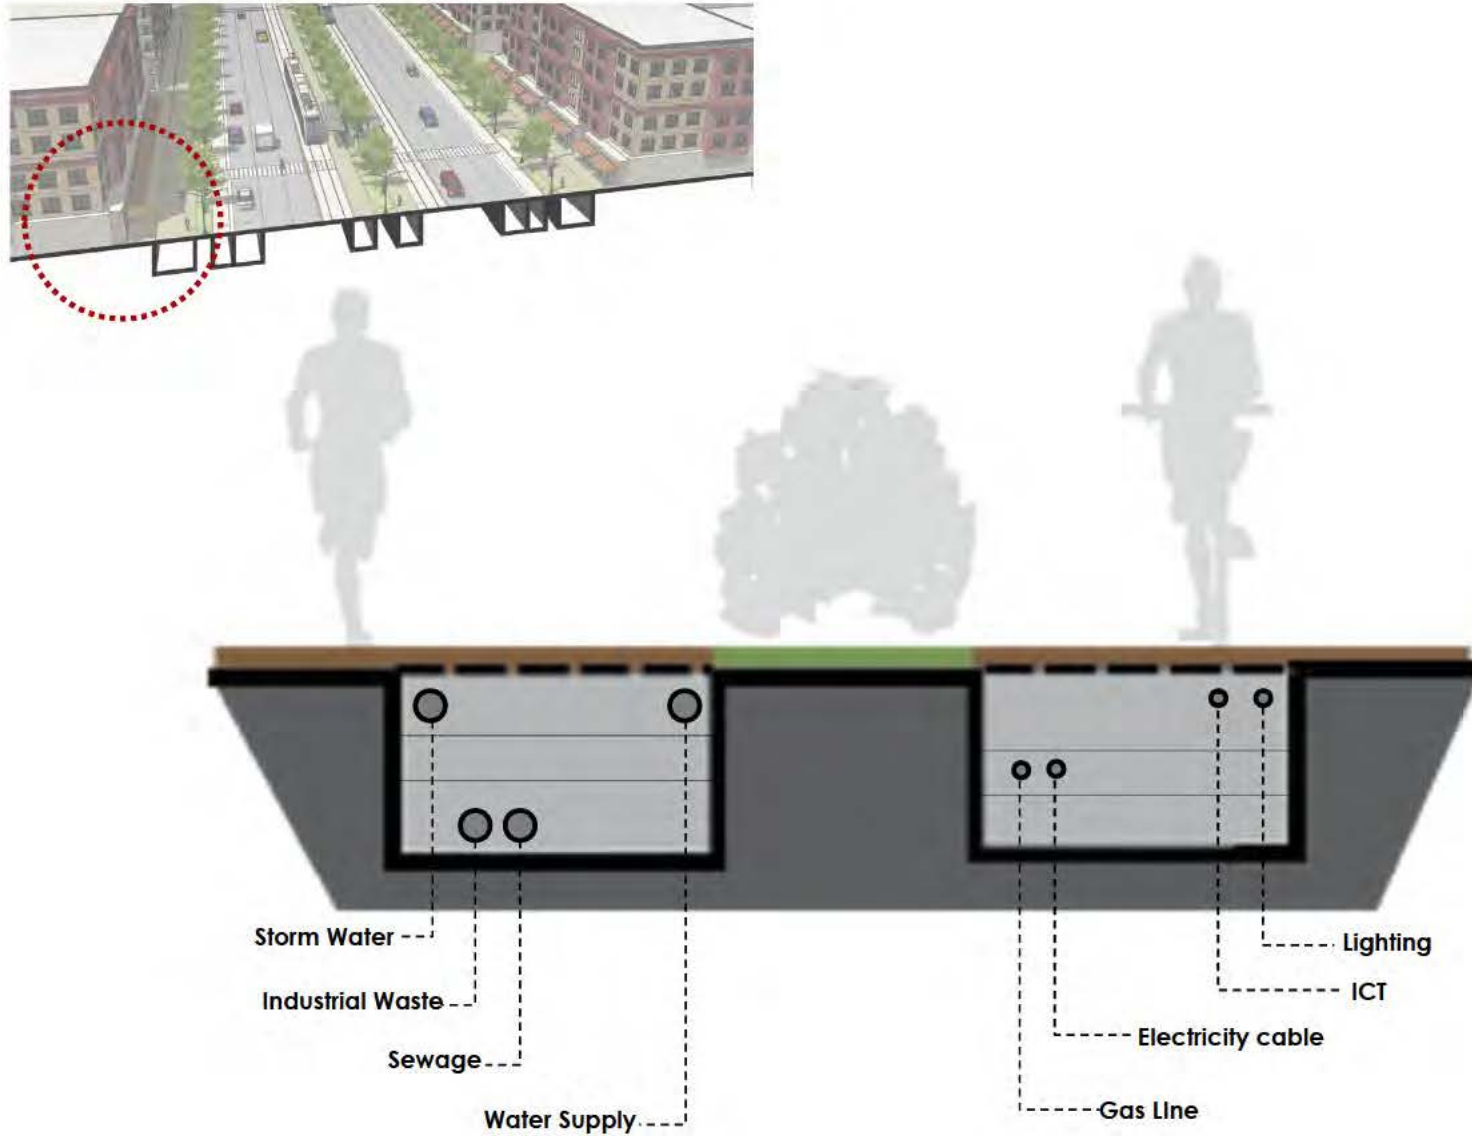 Storm Water
Industrial Waste
Sewage
Water Supply
Lighting
ICT
Electricity cable
Gas LIne